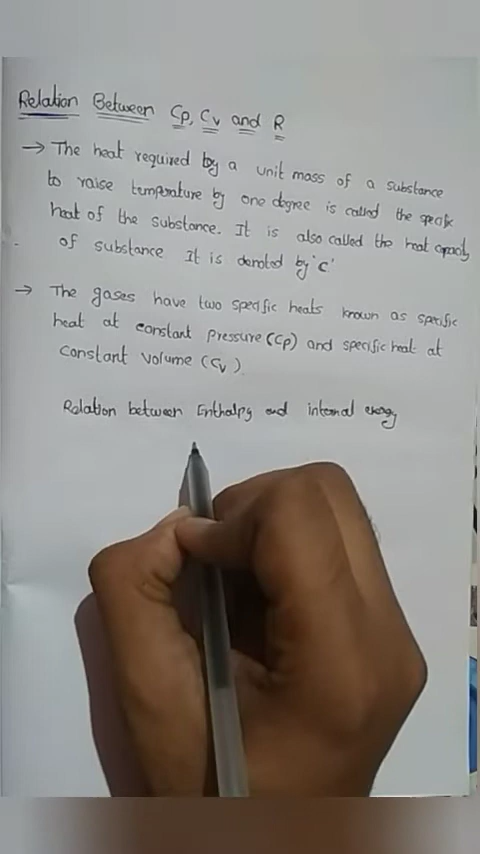 Relation Between Cp, Cv and R
→ The heat required by a unit mass of a substance
to raise temperature by one degree is called the specific
heat of the substance. It is also called the heat capacity
of substance It is denoted by 'C'
→ The gases have two specific heats known as specific
heat at constant pressure (Cp) and specific heat at
constant volume (Cv)
Relation between Enthalpy and internal energy